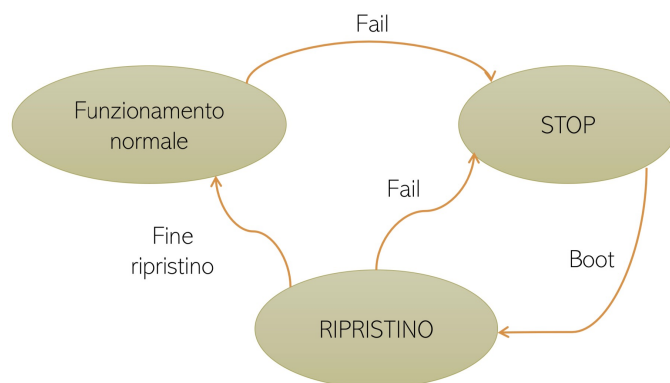 Fail
Funzionamento
normale
STOP
Fail
Fine
ripristino
Boot
RIPRISTINO